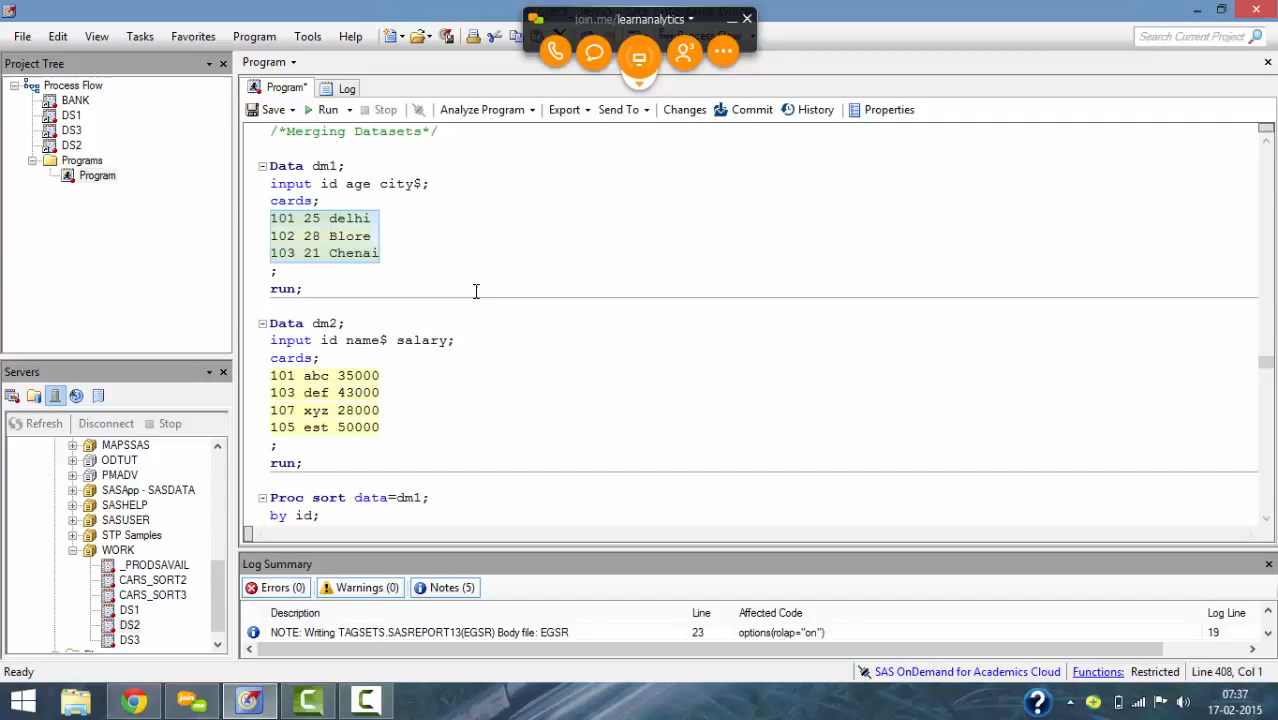 join.me/learnanalytics
File Edit View Tasks Favorites Program Tools Help
Search Current Project
Project Tree
Program
Process Flow
BANK
DS1
DS3
DS2
Programs
Program
Program* Log
Save Run Stop Analyze Program Export Send To Changes Commit History Properties
/*Merging Datasets*/
Data dm1;
input id age city$;
cards;
101 25 delhi
102 28 Blore
103 21 Chenai
;
run;
Data dm2;
input id name$ salary;
cards;
101 abc 35000
103 def 43000
107 xyz 28000
105 est 50000
;
run;
Proc sort data=dm1;
by id;
Servers
Refresh Disconnect Stop
MAPSSAS
ODTUT
PMADV
SASApp - SASDATA
SASHELP
SASUSER
STP Samples
WORK
_PRODSAVAIL
CARS_SORT2
CARS_SORT3
DS1
DS2
DS3
Log Summary
Errors (0) Warnings (0) Notes (5)
Description Line Affected Code Log Line
NOTE: Writing TAGSETS.SASREPORT13(EGSR) Body file: EGSR 23 options(rolap="on") 19
Ready
SAS OnDemand for Academics Cloud Functions: Restricted Line 408, Col 1
07:37
17-02-2015